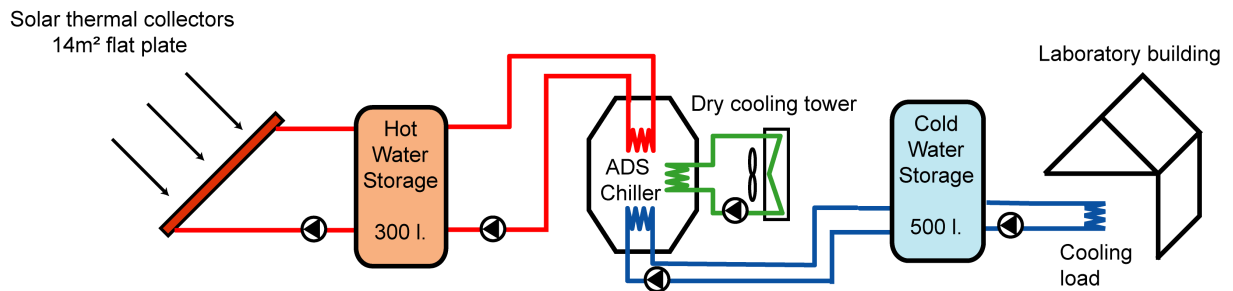 Solar thermal collectors
14m² flat plate
Hot
Water
Storage
300 l.
ADS
Chiller
Dry cooling tower
Cold
Water
Storage
500 l.
Laboratory building
Cooling
load